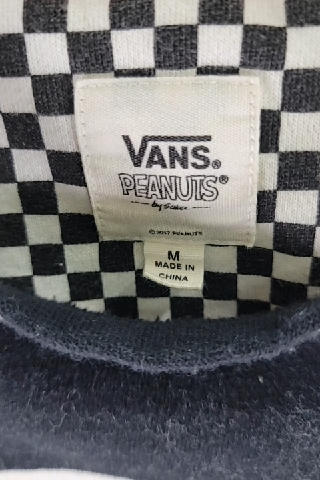 VANS®
PEANUTS®
by Schulz
© 2017 PEANUTS
M
MADE IN
CHINA